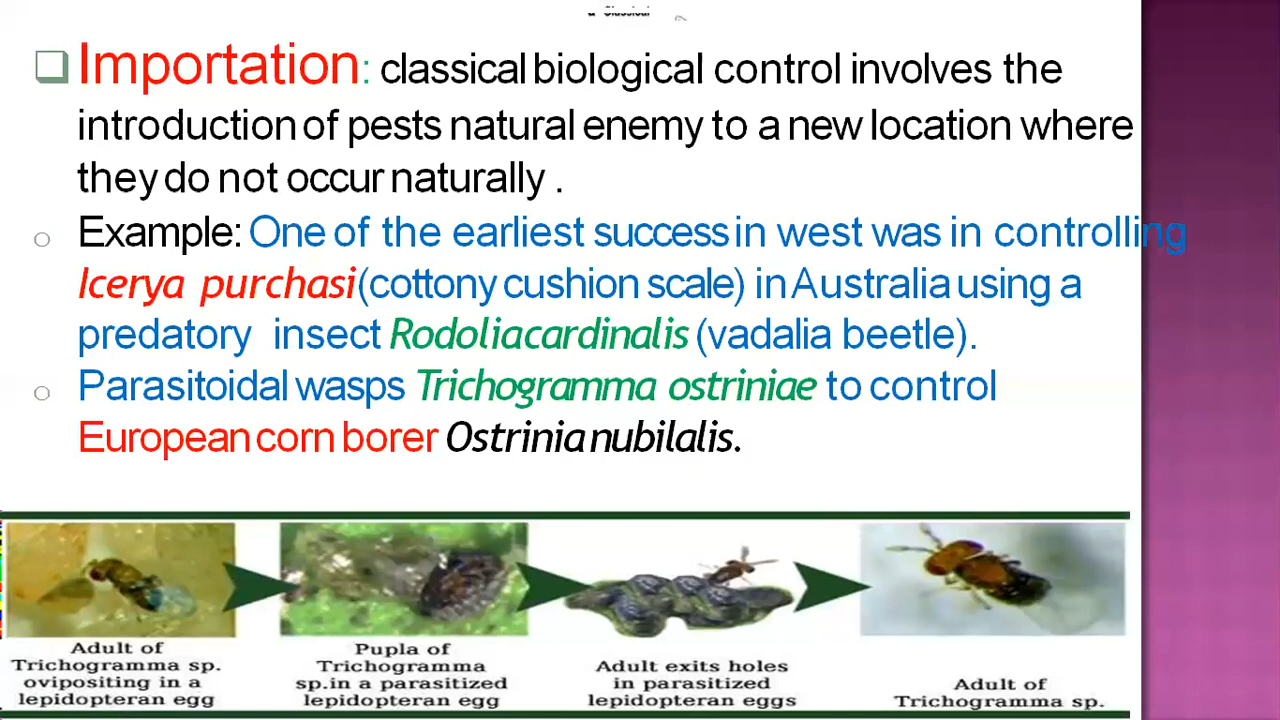 Classical
Importation: classical biological control involves the
introduction of pests natural enemy to a new location where
they do not occur naturally .
Example: One of the earliest success in west was in controlling
Icerya purchasi(cottony cushion scale) in Australia using a
predatory insect Rodoliacardinalis (vadalia beetle).
Parasitoidal wasps Trichogramma ostriniae to control
European corn borer Ostrinia nubilalis.
Adult of
Trichogramma sp.
ovipositing in a
lepidopteran egg
Pupla of
Trichogramma
sp.in a parasitized
lepidopteran egg
Adult exits holes
in parasitized
lepidopteran eggs
Adult of
Trichogramma sp.